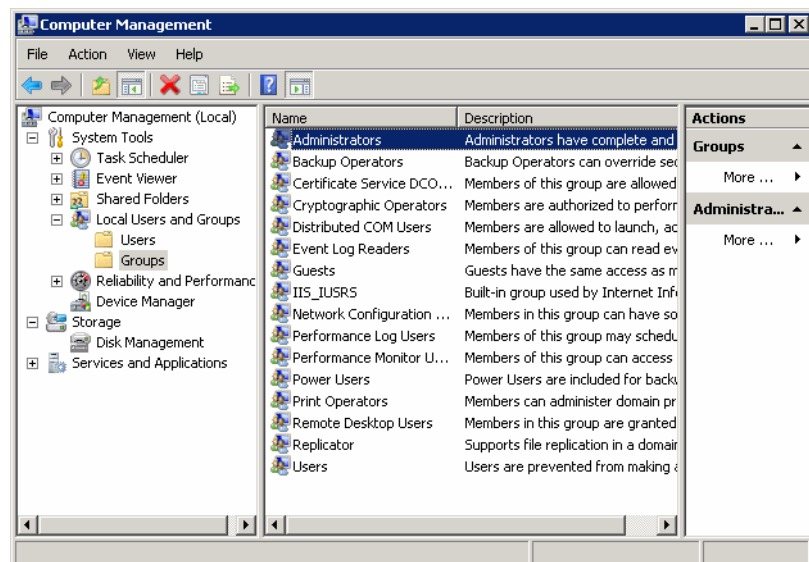 Computer Management
File Action View Help
Computer Management (Local)
System Tools
Task Scheduler
Event Viewer
Shared Folders
Local Users and Groups
Users
Groups
Reliability and Performanc
Device Manager
Storage
Disk Management
Services and Applications
Name Description
Administrators Administrators have complete and
Backup Operators Backup Operators can override sec
Certificate Service DCO... Members of this group are allowed
Cryptographic Operators Members are authorized to perform
Distributed COM Users Members are allowed to launch, ac
Event Log Readers Members of this group can read ev
Guests Guests have the same access as m
IIS_IUSRS Built-in group used by Internet Info
Network Configuration ... Members in this group can have so
Performance Log Users Members of this group may schedu
Performance Monitor U... Members of this group can access
Power Users Power Users are included for backw
Print Operators Members can administer domain pr
Remote Desktop Users Members in this group are granted
Replicator Supports file replication in a domain
Users Users are prevented from making a
Actions
Groups
More ...
Administra...
More ...